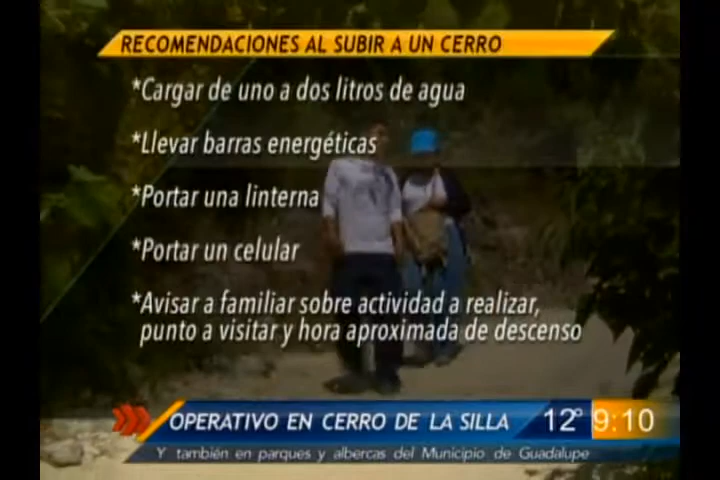 RECOMENDACIONES AL SUBIR A UN CERRO
*Cargar de uno a dos litros de agua
*Llevar barras energéticas
*Portar una linterna
*Portar un celular
*Avisar a familiar sobre actividad a realizar,
punto a visitar y hora aproximada de descenso
OPERATIVO EN CERRO DE LA SILLA 12° 9:10
Y también en parques y albercas del Municipio de Guadalupe